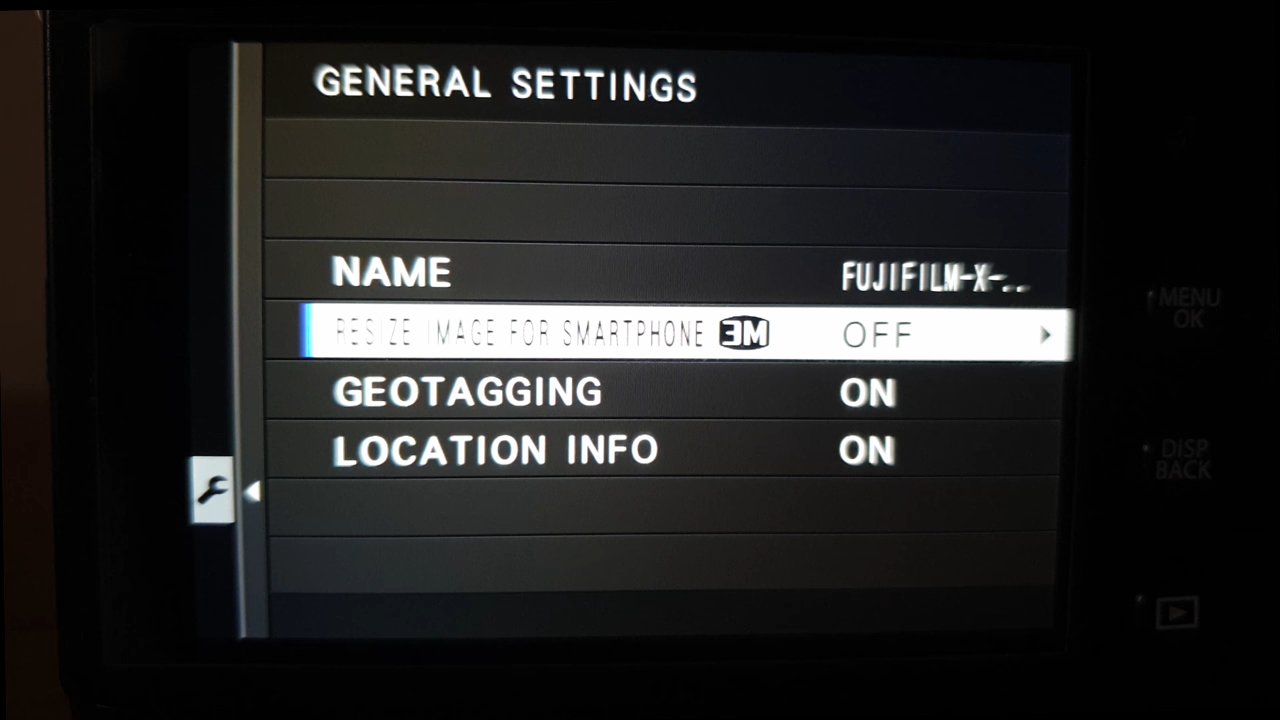 GENERAL SETTINGS
NAME FUJIFILM-X-..
RESIZE IMAGE FOR SMARTPHONE 3M OFF
GEOTAGGING ON
LOCATION INFO ON
MENU
OK
DISP
BACK